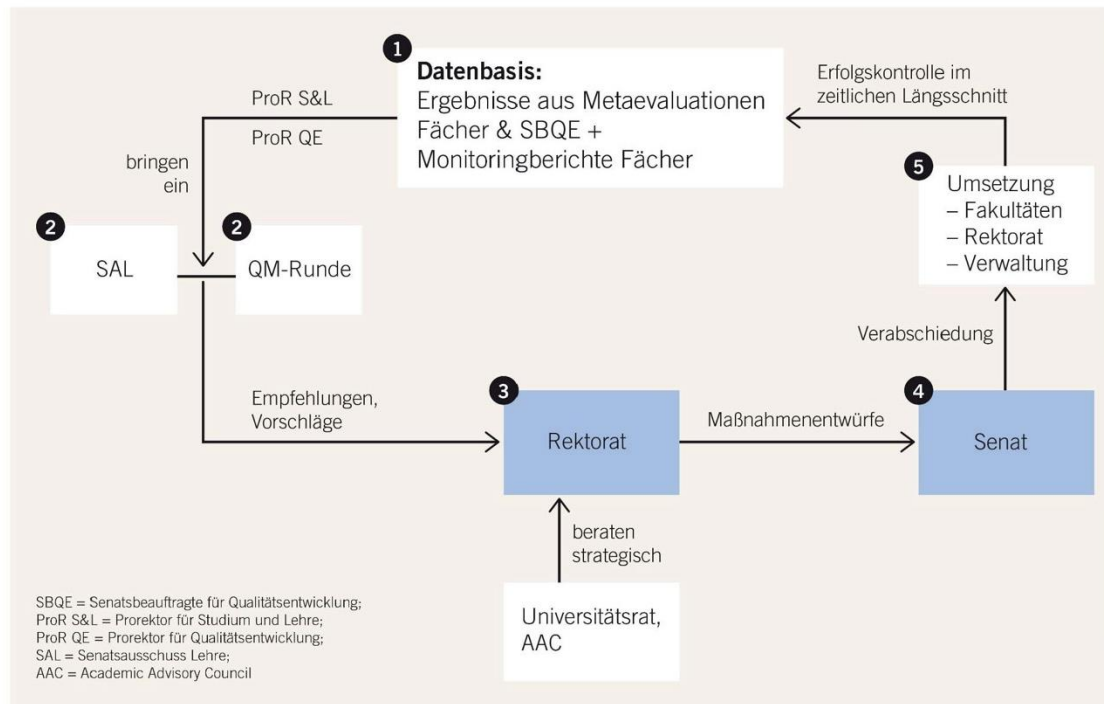 1
Datenbasis:
Ergebnisse aus Metaevaluationen
Fächer & SBQE +
Monitoringberichte Fächer
ProR S&L
ProR QE
bringen
ein
2
SAL
2
QM-Runde
Empfehlungen,
Vorschläge
3
Rektorat
beraten
strategisch
Universitätsrat,
AAC
Maßnahmenentwürfe
4
Senat
Verabschiedung
5
Umsetzung
– Fakultäten
– Rektorat
– Verwaltung
Erfolgskontrolle im
zeitlichen Längsschnitt
SBQE = Senatsbeauftragte für Qualitätsentwicklung;
ProR S&L = Prorektor für Studium und Lehre;
ProR QE = Prorektor für Qualitätsentwicklung;
SAL = Senatsausschuss Lehre;
AAC = Academic Advisory Council